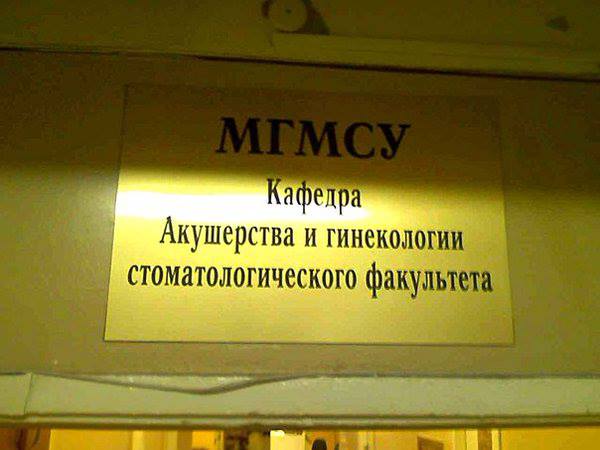 МГМСУ
Кафедра
Акушерства и гинекологии
стоматологического факультета